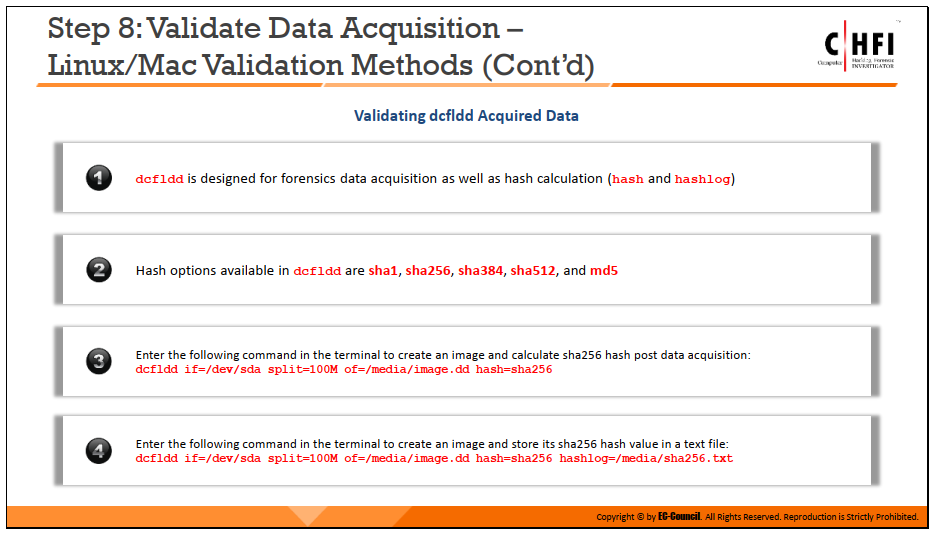 Step 8: Validate Data Acquisition –
Linux/Mac Validation Methods (Cont'd)
C HFI
Computer Hacking Forensic
INVESTIGATOR
Validating dcfldd Acquired Data
1 dcfldd is designed for forensics data acquisition as well as hash calculation (hash and hashlog)
2 Hash options available in dcfldd are sha1, sha256, sha384, sha512, and md5
3 Enter the following command in the terminal to create an image and calculate sha256 hash post data acquisition:
dcfldd if=/dev/sda split=100M of=/media/image.dd hash=sha256
4 Enter the following command in the terminal to create an image and store its sha256 hash value in a text file:
dcfldd if=/dev/sda split=100M of=/media/image.dd hash=sha256 hashlog=/media/sha256.txt
Copyright © by EC-Council. All Rights Reserved. Reproduction is Strictly Prohibited.